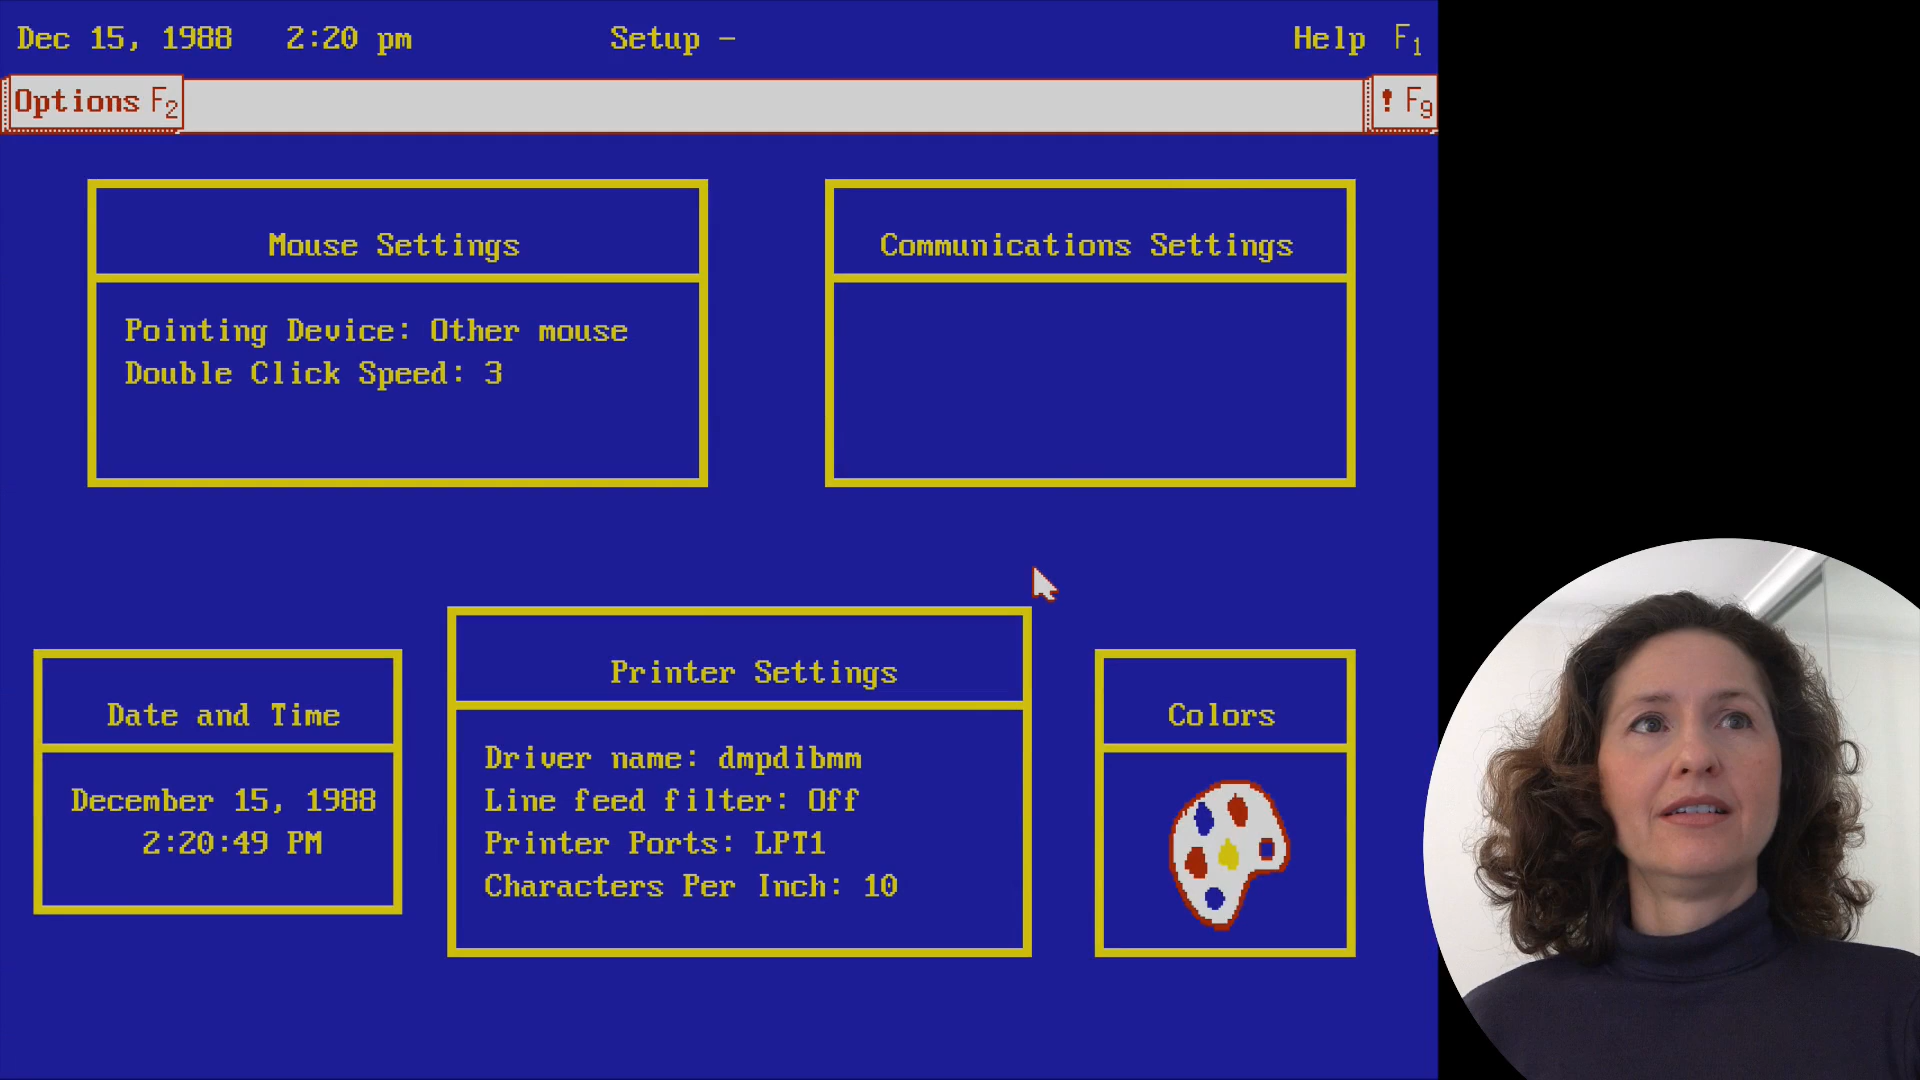 Dec 15, 1988 2:20 pm Setup – Help F1
Options F2 ! F9
Mouse Settings
Pointing Device: Other mouse
Double Click Speed: 3
Communications Settings
Date and Time
December 15, 1988
2:20:49 PM
Printer Settings
Driver name: dmpdibmm
Line feed filter: Off
Printer Ports: LPT1
Characters Per Inch: 10
Colors